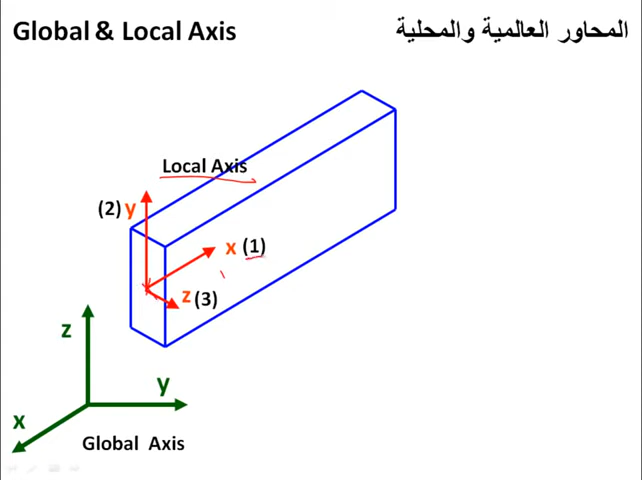 Global & Local Axis
المحاور العالمية والمحلية
Local Axis
(2) y
x (1)
z (3)
z
y
x
Global Axis